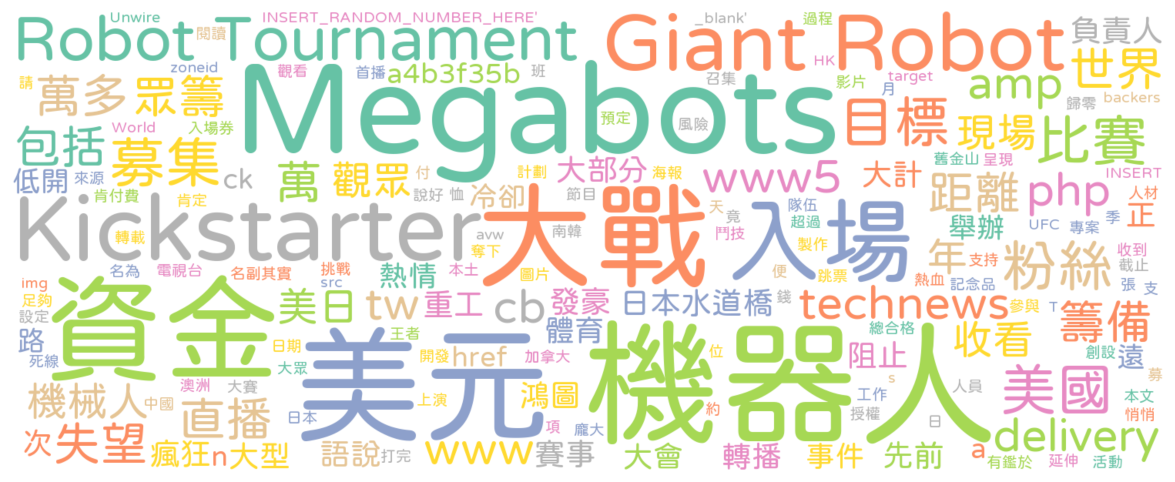 Unwire INSERT_RANDOM_NUMBER_HERE' _blank' 過程 負責人
Robot Tournament Giant Robot
閱讀 zoneid 觀看 首播 a4b3f35b 班 召集 HK 影片 target 月 amp 世界
請 萬多 眾籌 Megabots 預定 風險 目標 歸零 backers
包括 World 入場券 募集 現場 比賽
低開 來源 肯付費 ck 萬 觀眾 付 計劃 大部分 海報 www5 大計 舊金山 呈現 INSERT
肯定 說好 恤 冷卻 節目 距離 php 正 人材
Kickstarter 大戰 入場 天 竟 隊伍 超過 舉辦 UFC 專案 季
轉載 avw 奪下 南韓 鬥技 製作 年 粉絲 收到 截止
名為 電視台 名副其實 挑戰 src 熱情 本土 圖片 便 跳票 熱血 支持 記念品 張 支
img 足夠 設定 資金 美日 tw 重工 cb 發豪 日本水道橋 錢 technews 參與 T 籌備
路 死線 日期 王者 體育 總合格 收看 創設 遠
大眾 美元 開發 href 加拿大 機器人 位 阻止 募
機械人 中國 澳洲 大賽 上演 鴻圖 約 s 工作 人員 美國 本文
次 失望 直播 日本 項 龐大 授權 日 悄悄
瘋狂 n 大型 語說 打完 www 賽事 大會 轉播 事件 先前 a delivery 有鑑於 延伸 活動